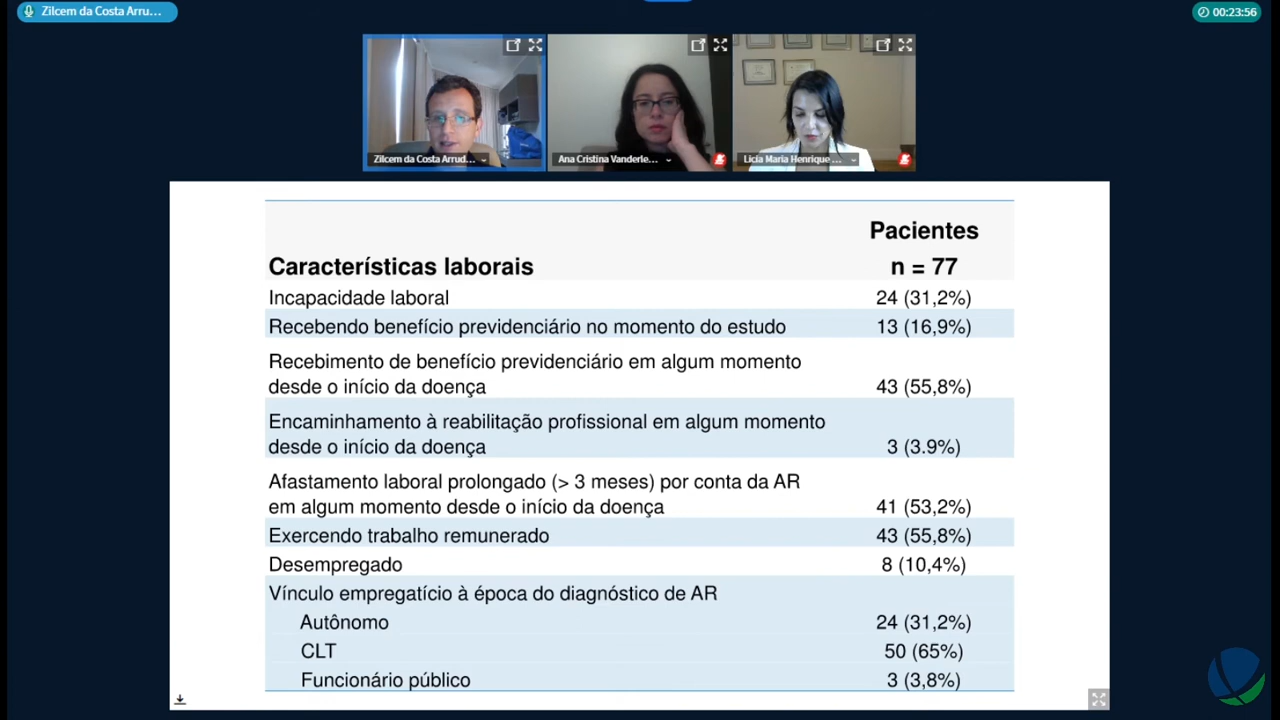 Zilcem da Costa Arru...
00:23:56
Zilcem da Costa Arrud...
Ana Cristina Vanderle...
Licia Maria Henrique ...
Pacientes
Características laborais n = 77
Incapacidade laboral 24 (31,2%)
Recebendo benefício previdenciário no momento do estudo 13 (16,9%)
Recebimento de benefício previdenciário em algum momento
desde o início da doença 43 (55,8%)
Encaminhamento à reabilitação profissional em algum momento
desde o início da doença 3 (3.9%)
Afastamento laboral prolongado (> 3 meses) por conta da AR
em algum momento desde o início da doença 41 (53,2%)
Exercendo trabalho remunerado 43 (55,8%)
Desempregado 8 (10,4%)
Vínculo empregatício à época do diagnóstico de AR
Autônomo 24 (31,2%)
CLT 50 (65%)
Funcionário público 3 (3,8%)